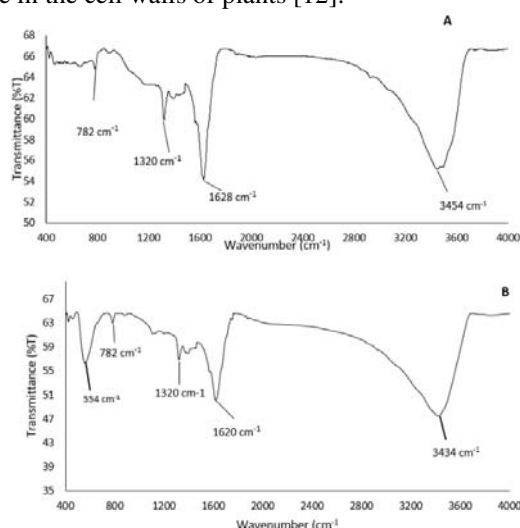 e in the cell walls of plants [12].
A
68
66
64
62
60
58
56
54
52
50
Transmittance (%T)
782 cm⁻¹
1320 cm⁻¹
1628 cm⁻¹
3454 cm⁻¹
400 800 1200 1600 2000 2400 2800 3200 3600 4000
Wavenumber (cm⁻¹)
B
67
63
59
55
51
47
43
39
35
Transmittance (%T)
554 cm⁻¹
782 cm⁻¹
1320 cm-1
1620 cm⁻¹
3434 cm⁻¹
400 800 1200 1600 2000 2400 2800 3200 3600 4000
Wavenumber (cm⁻¹